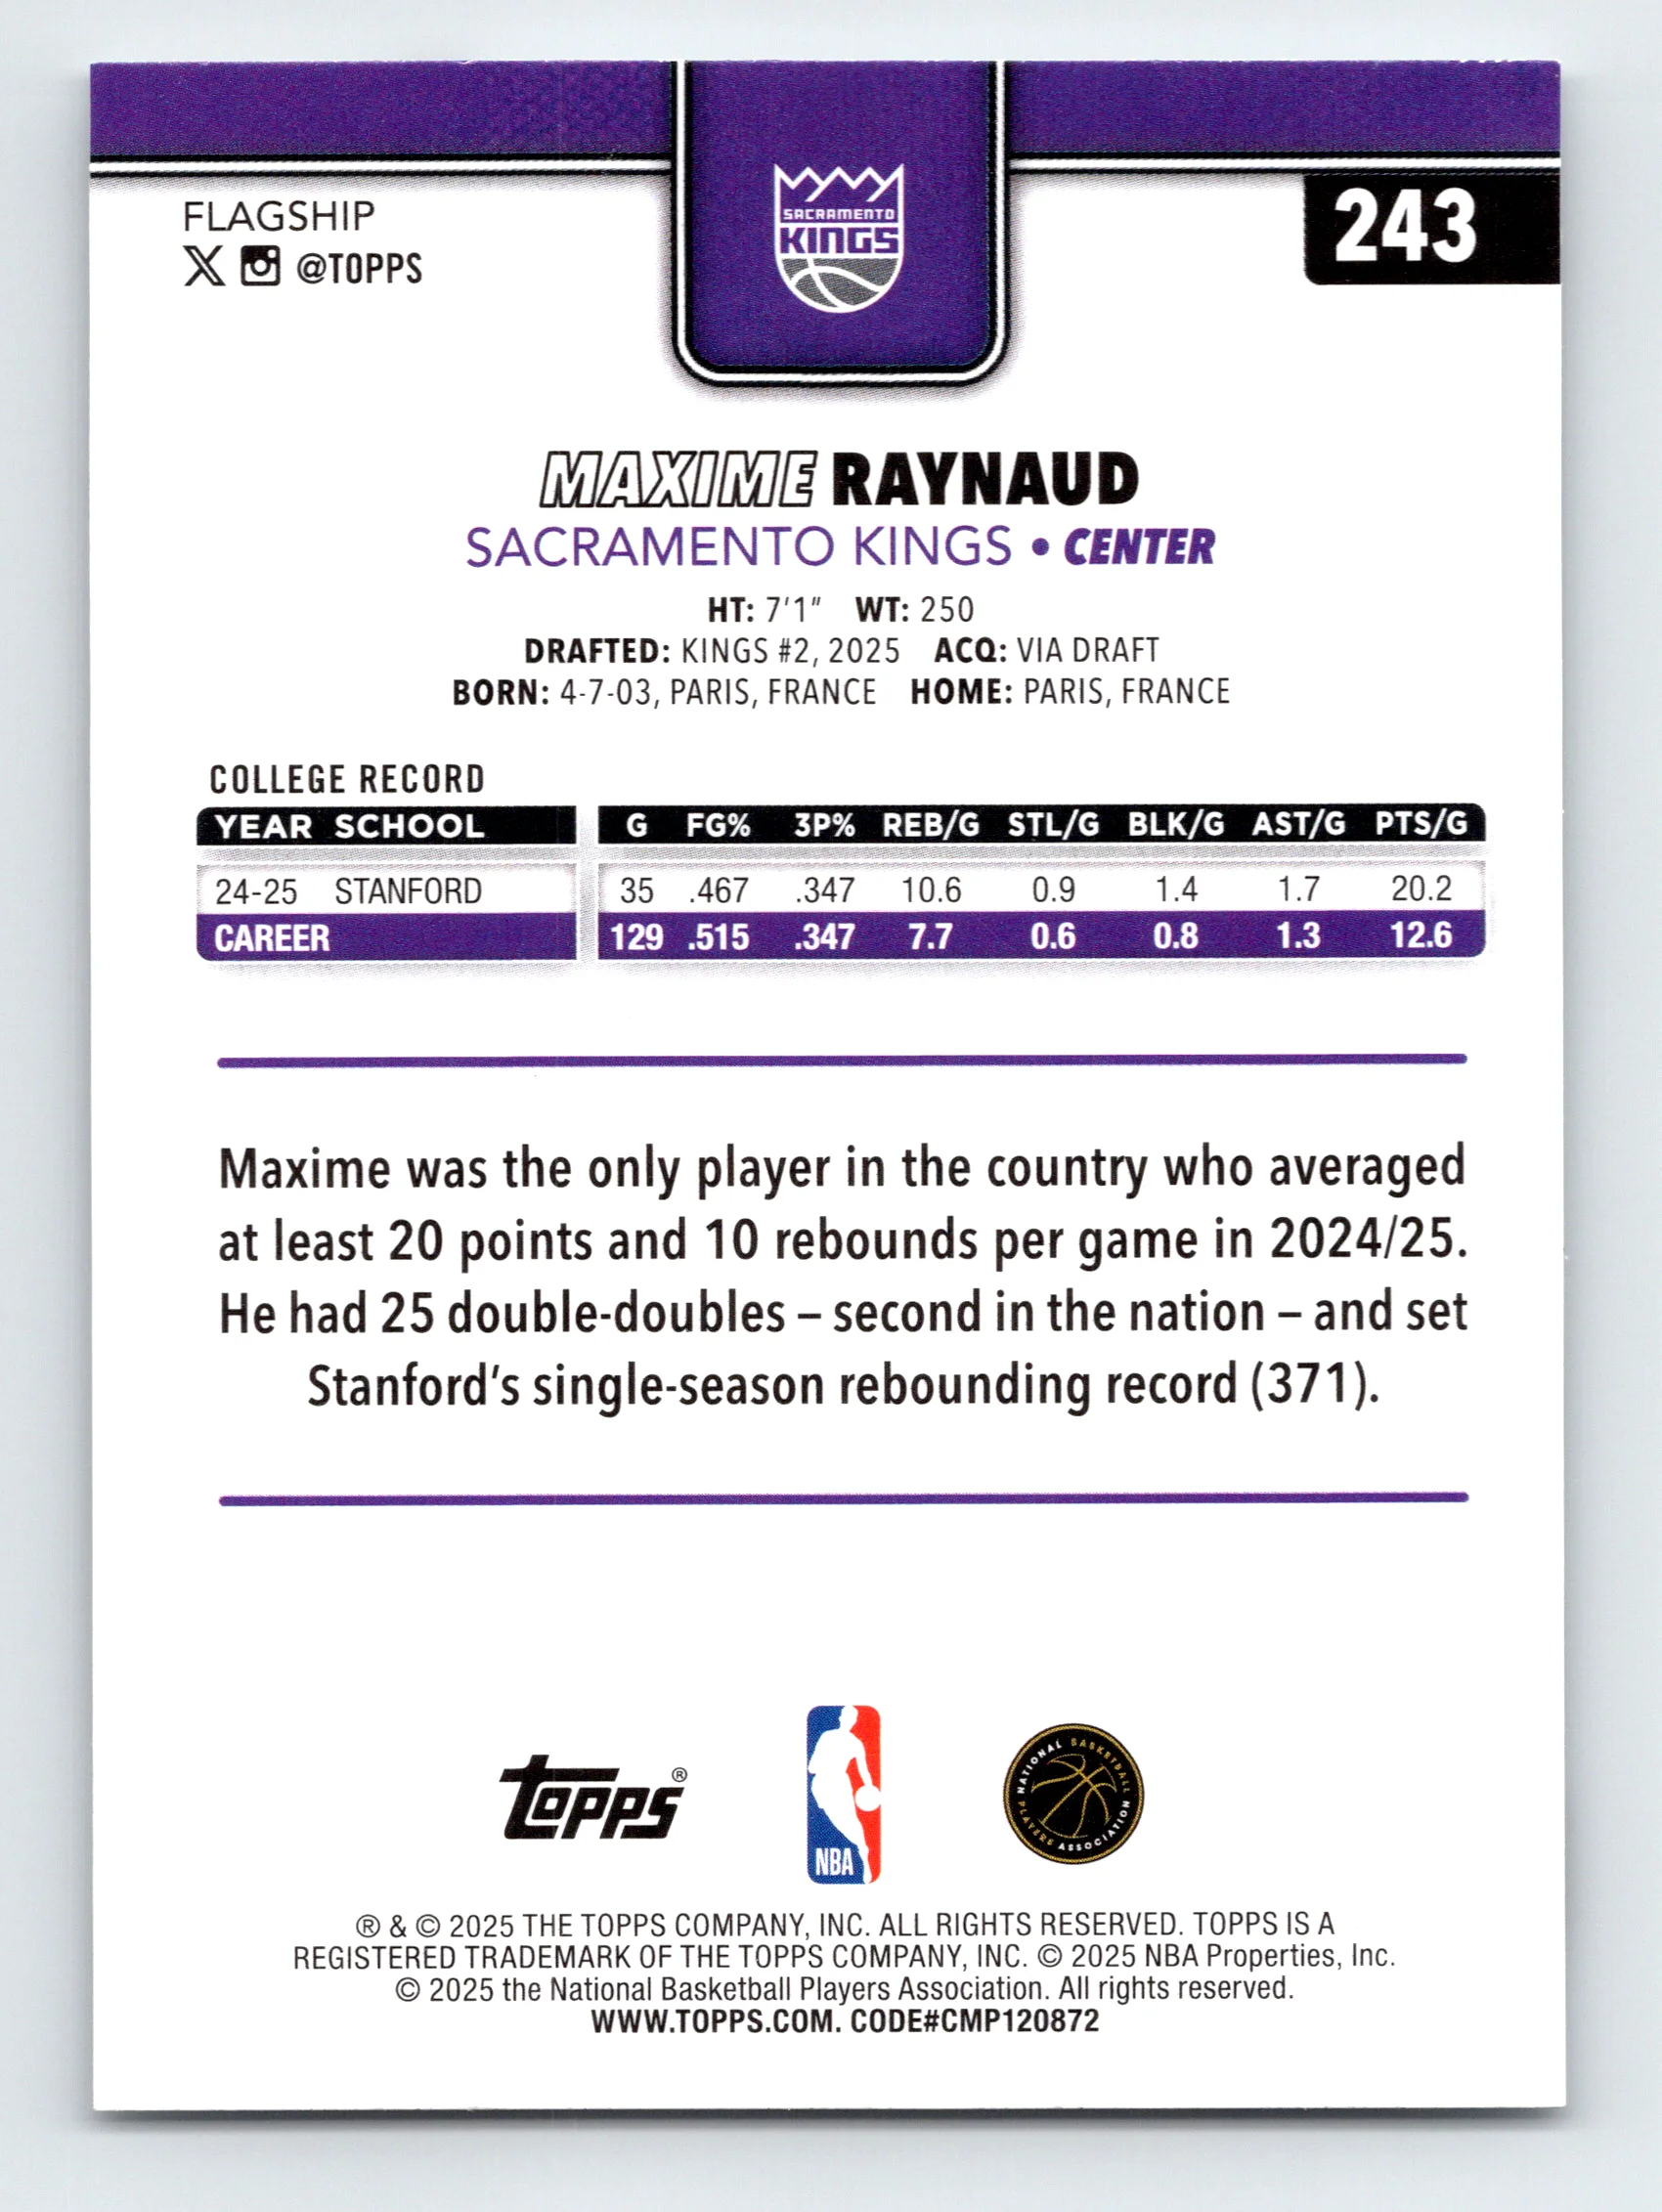 FLAGSHIP
X @TOPPS
SACRAMENTO
KINGS
243
MAXIME RAYNAUD
SACRAMENTO KINGS • CENTER
HT: 7'1" WT: 250
DRAFTED: KINGS #2, 2025 ACQ: VIA DRAFT
BORN: 4-7-03, PARIS, FRANCE HOME: PARIS, FRANCE
COLLEGE RECORD
YEAR SCHOOL G FG% 3P% REB/G STL/G BLK/G AST/G PTS/G
24-25 STANFORD 35 .467 .347 10.6 0.9 1.4 1.7 20.2
CAREER 129 .515 .347 7.7 0.6 0.8 1.3 12.6
Maxime was the only player in the country who averaged
at least 20 points and 10 rebounds per game in 2024/25.
He had 25 double-doubles – second in the nation – and set
Stanford's single-season rebounding record (371).
TOPPS®
NBA
NATIONAL BASKETBALL PLAYERS ASSOCIATION
® & © 2025 THE TOPPS COMPANY, INC. ALL RIGHTS RESERVED. TOPPS IS A
REGISTERED TRADEMARK OF THE TOPPS COMPANY, INC. © 2025 NBA Properties, Inc.
© 2025 the National Basketball Players Association. All rights reserved.
WWW.TOPPS.COM. CODE#CMP120872